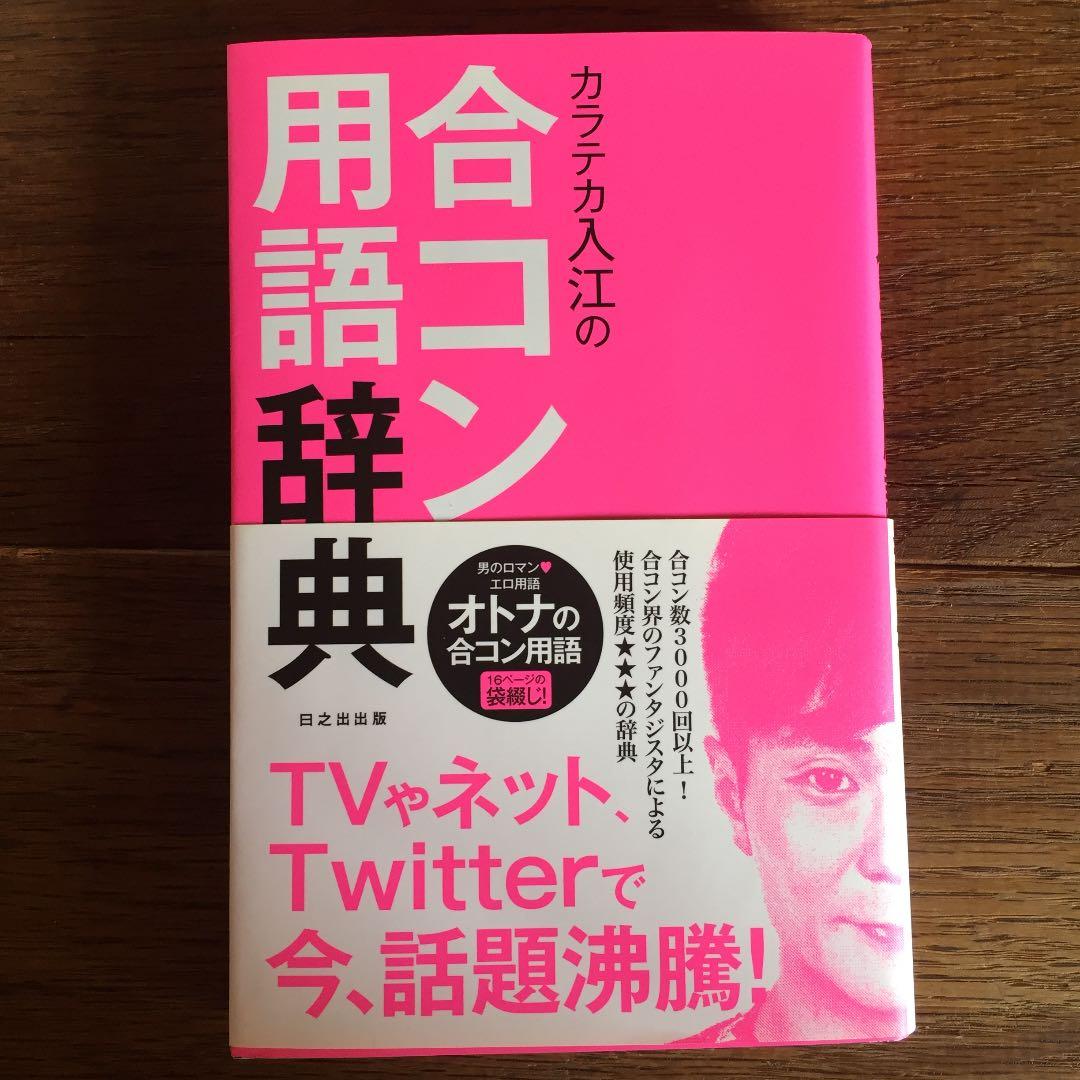 カラテカ入江の
合コン
用語辞典
合コン数3000回以上!
合コン界のファンタジスタによる
使用頻度★★★の辞典
男のロマン♥
エロ用語
オトナの
合コン用語
16ページの
袋綴じ!
日之出出版
TVやネット、
Twitterで
今、話題沸騰!